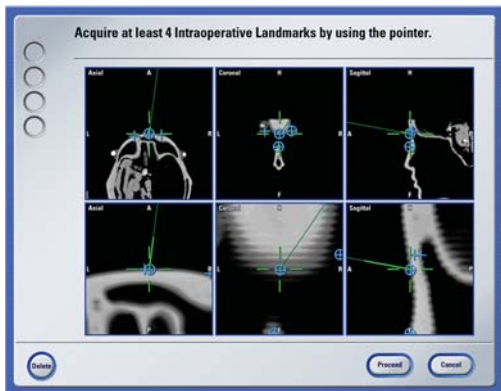 Acquire at least 4 Intraoperative Landmarks by using the pointer.
Axial A Coronal H Sagittal
L R L R A
P F F
Axial A Coronal Sagittal
L R L R A P
P
Delete Proceed Cancel